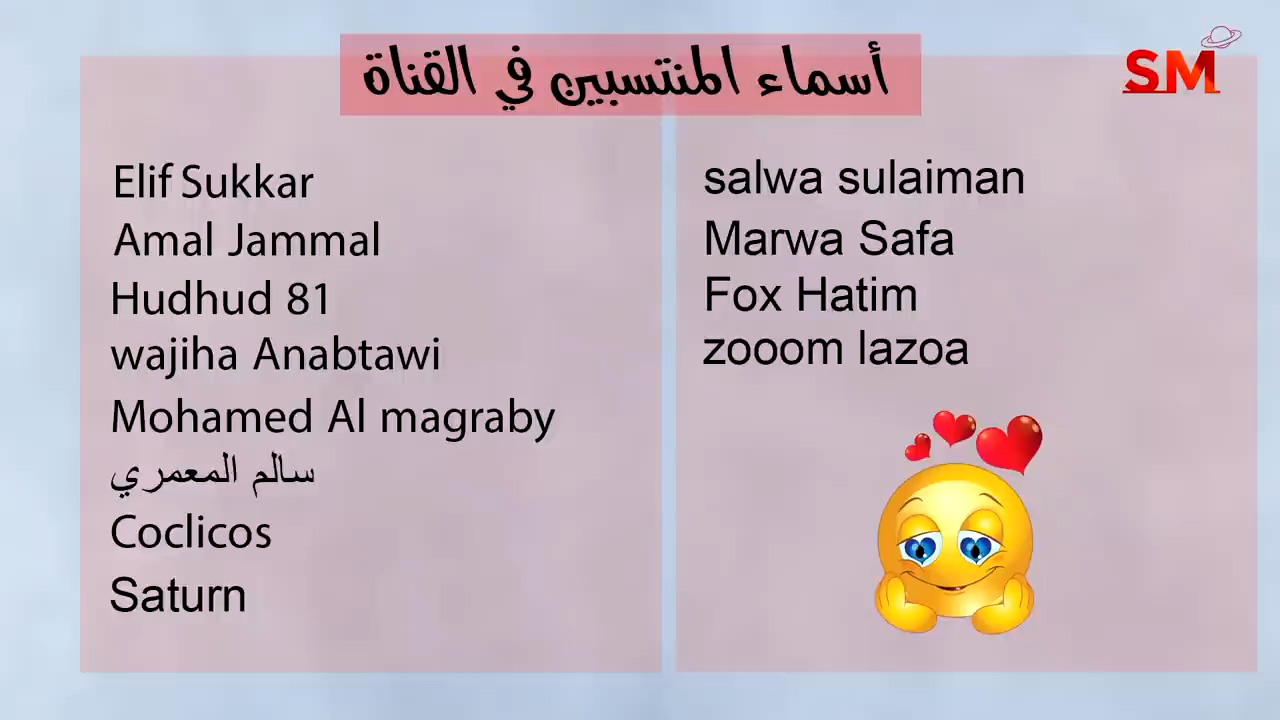 أسماء المنتسبين في القناة
SM
Elif Sukkar
Amal Jammal
Hudhud 81
wajiha Anabtawi
Mohamed Al magraby
سالم المعمري
Coclicos
Saturn
salwa sulaiman
Marwa Safa
Fox Hatim
zooom lazoa